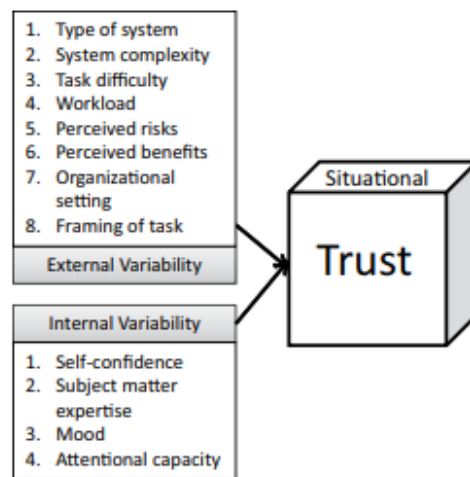 1. Type of system
2. System complexity
3. Task difficulty
4. Workload
5. Perceived risks
6. Perceived benefits
7. Organizational
setting
8. Framing of task
External Variability
Internal Variability
1. Self-confidence
2. Subject matter
expertise
3. Mood
4. Attentional capacity
Situational
Trust